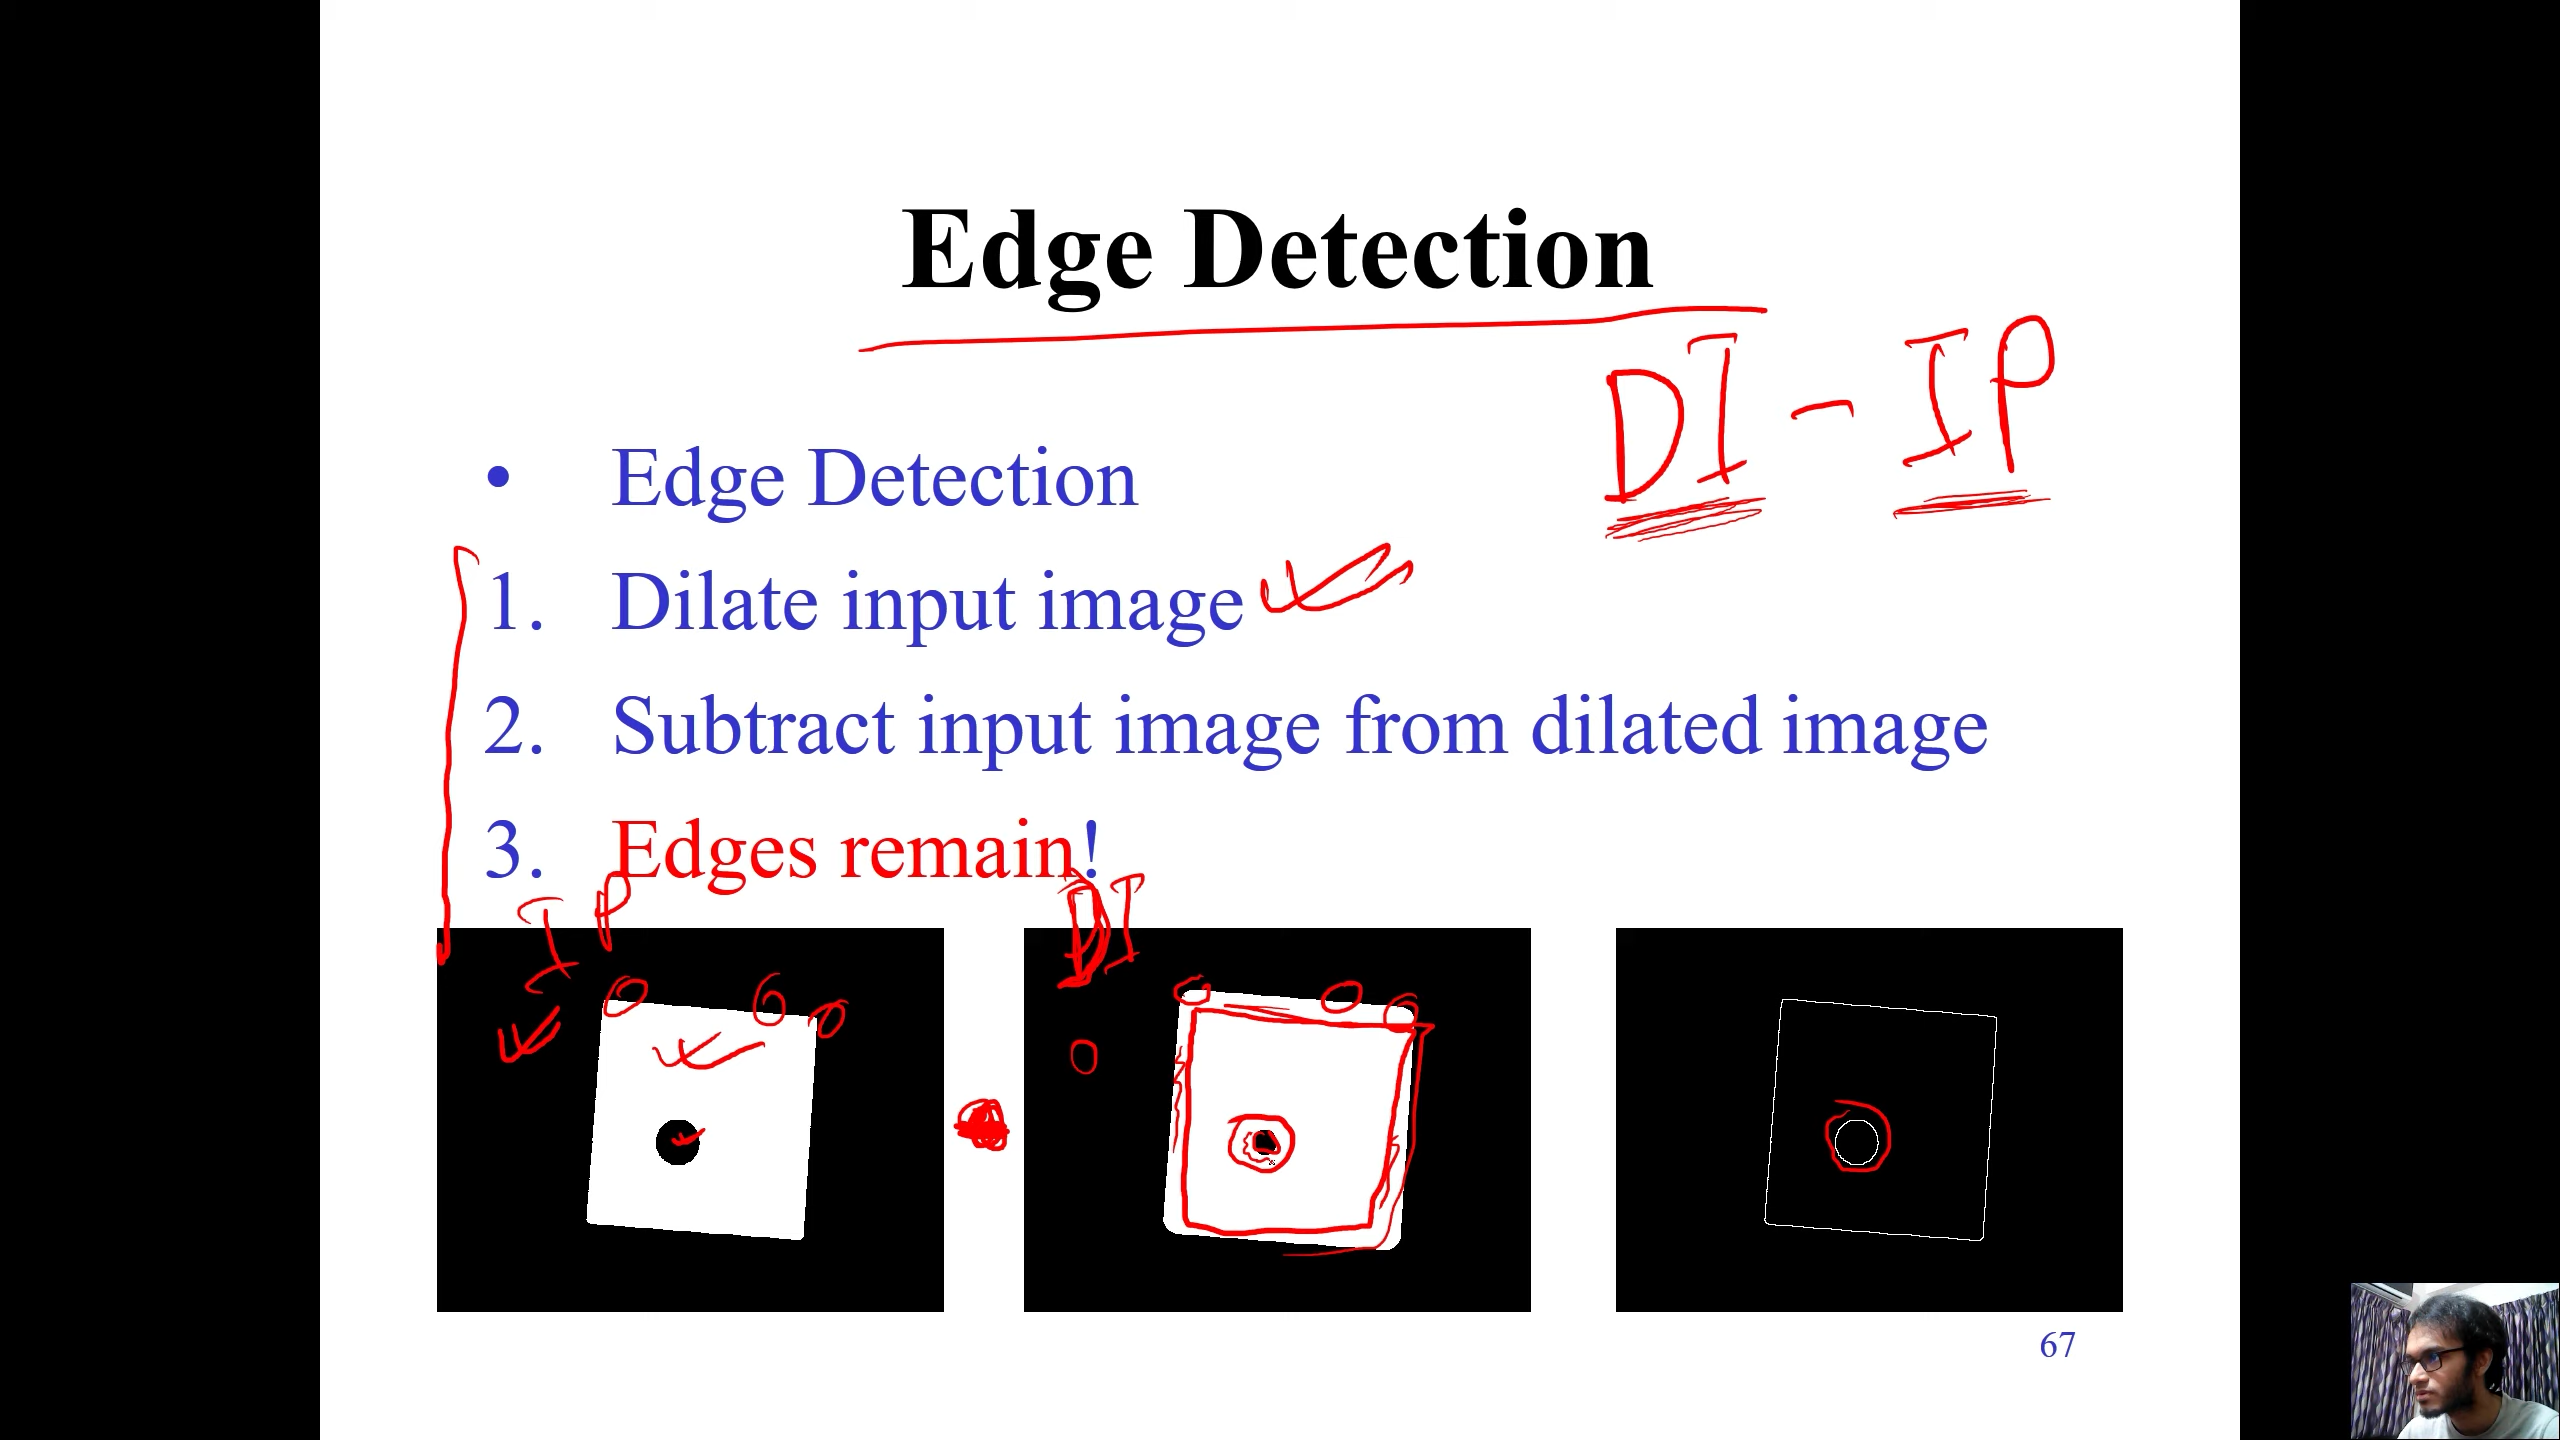 Edge Detection
DI - IP
• Edge Detection
1. Dilate input image
2. Subtract input image from dilated image
3. Edges remain!
IP DI
67